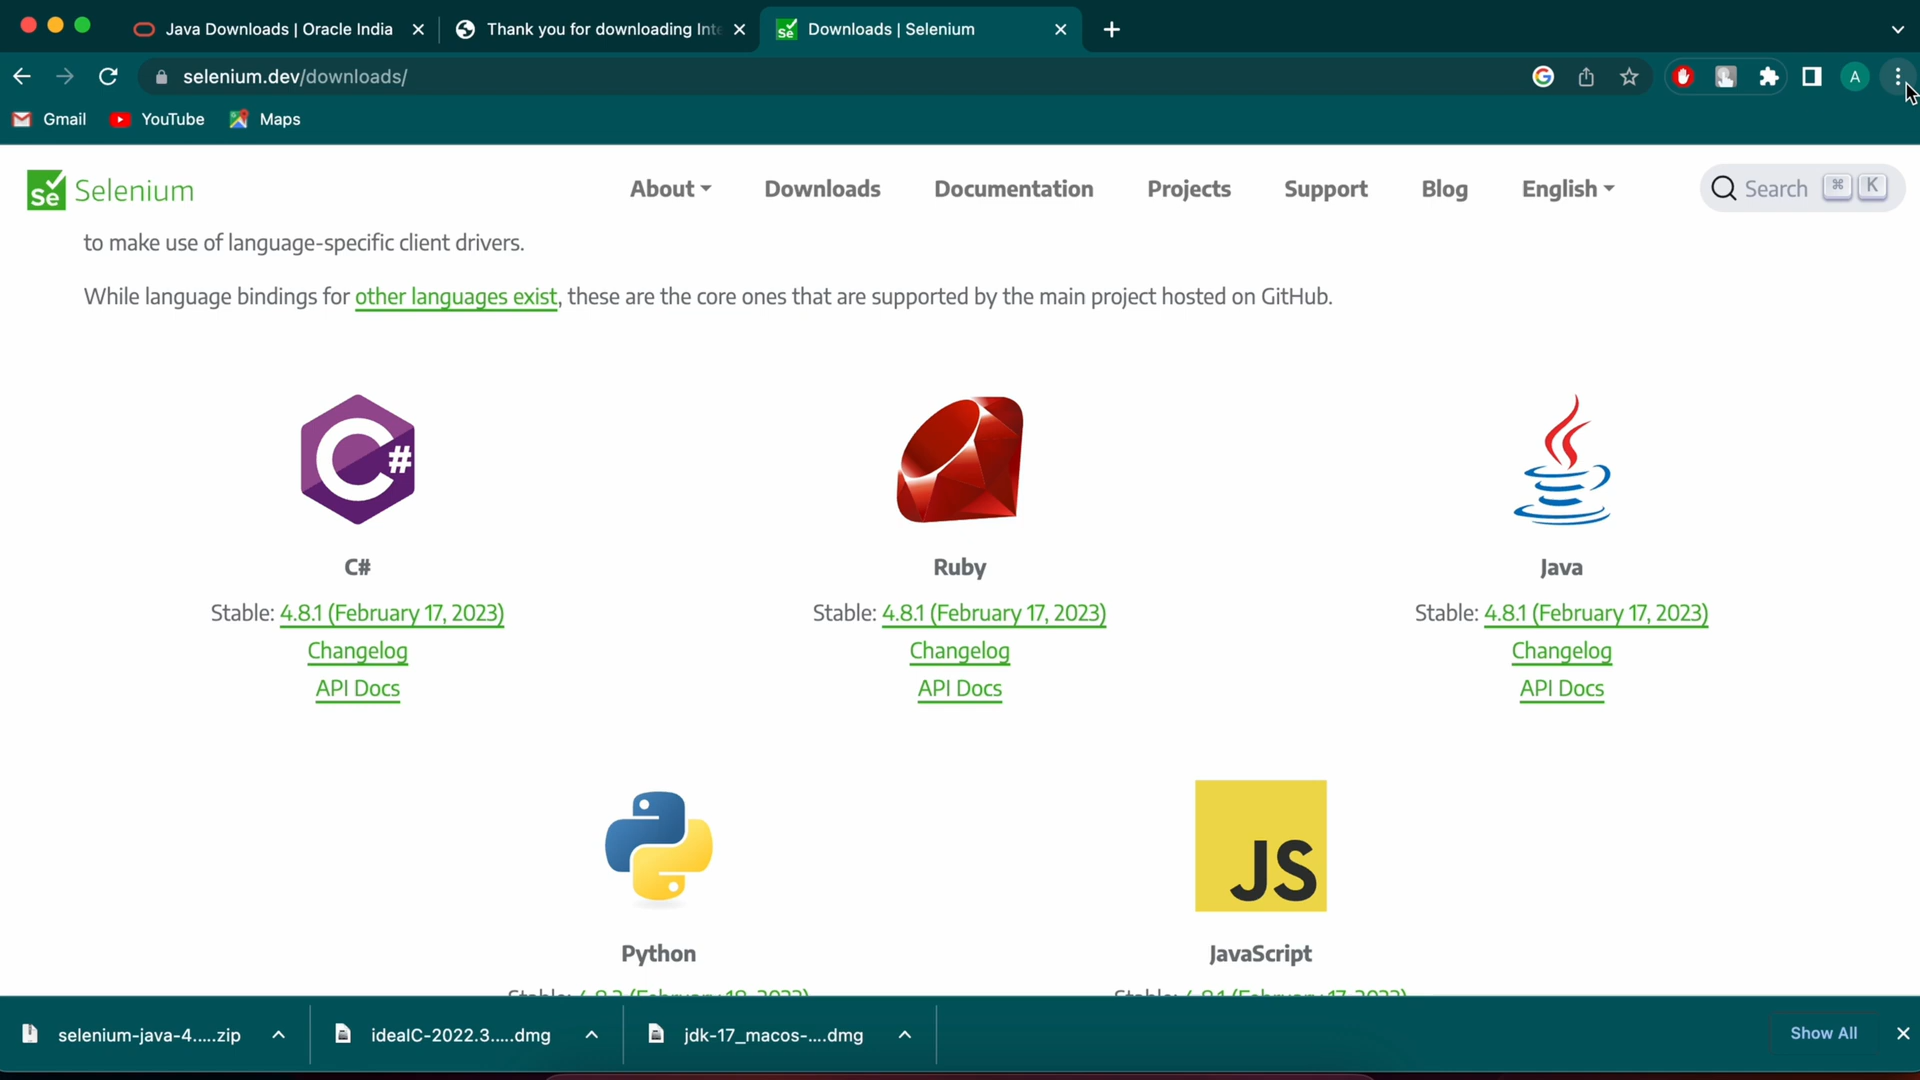 Java Downloads | Oracle India
Thank you for downloading Inte
Downloads | Selenium
selenium.dev/downloads/
A
Gmail
YouTube
Maps
Se Selenium
About
Downloads
Documentation
Projects
Support
Blog
English
Search ⌘ K
to make use of language-specific client drivers.
While language bindings for other languages exist, these are the core ones that are supported by the main project hosted on GitHub.
C#
C#
Stable: 4.8.1 (February 17, 2023)
Changelog
API Docs
Ruby
Stable: 4.8.1 (February 17, 2023)
Changelog
API Docs
Java
Stable: 4.8.1 (February 17, 2023)
Changelog
API Docs
Python
JS
JavaScript
selenium-java-4.....zip
ideaIC-2022.3.....dmg
jdk-17_macos-....dmg
Show All